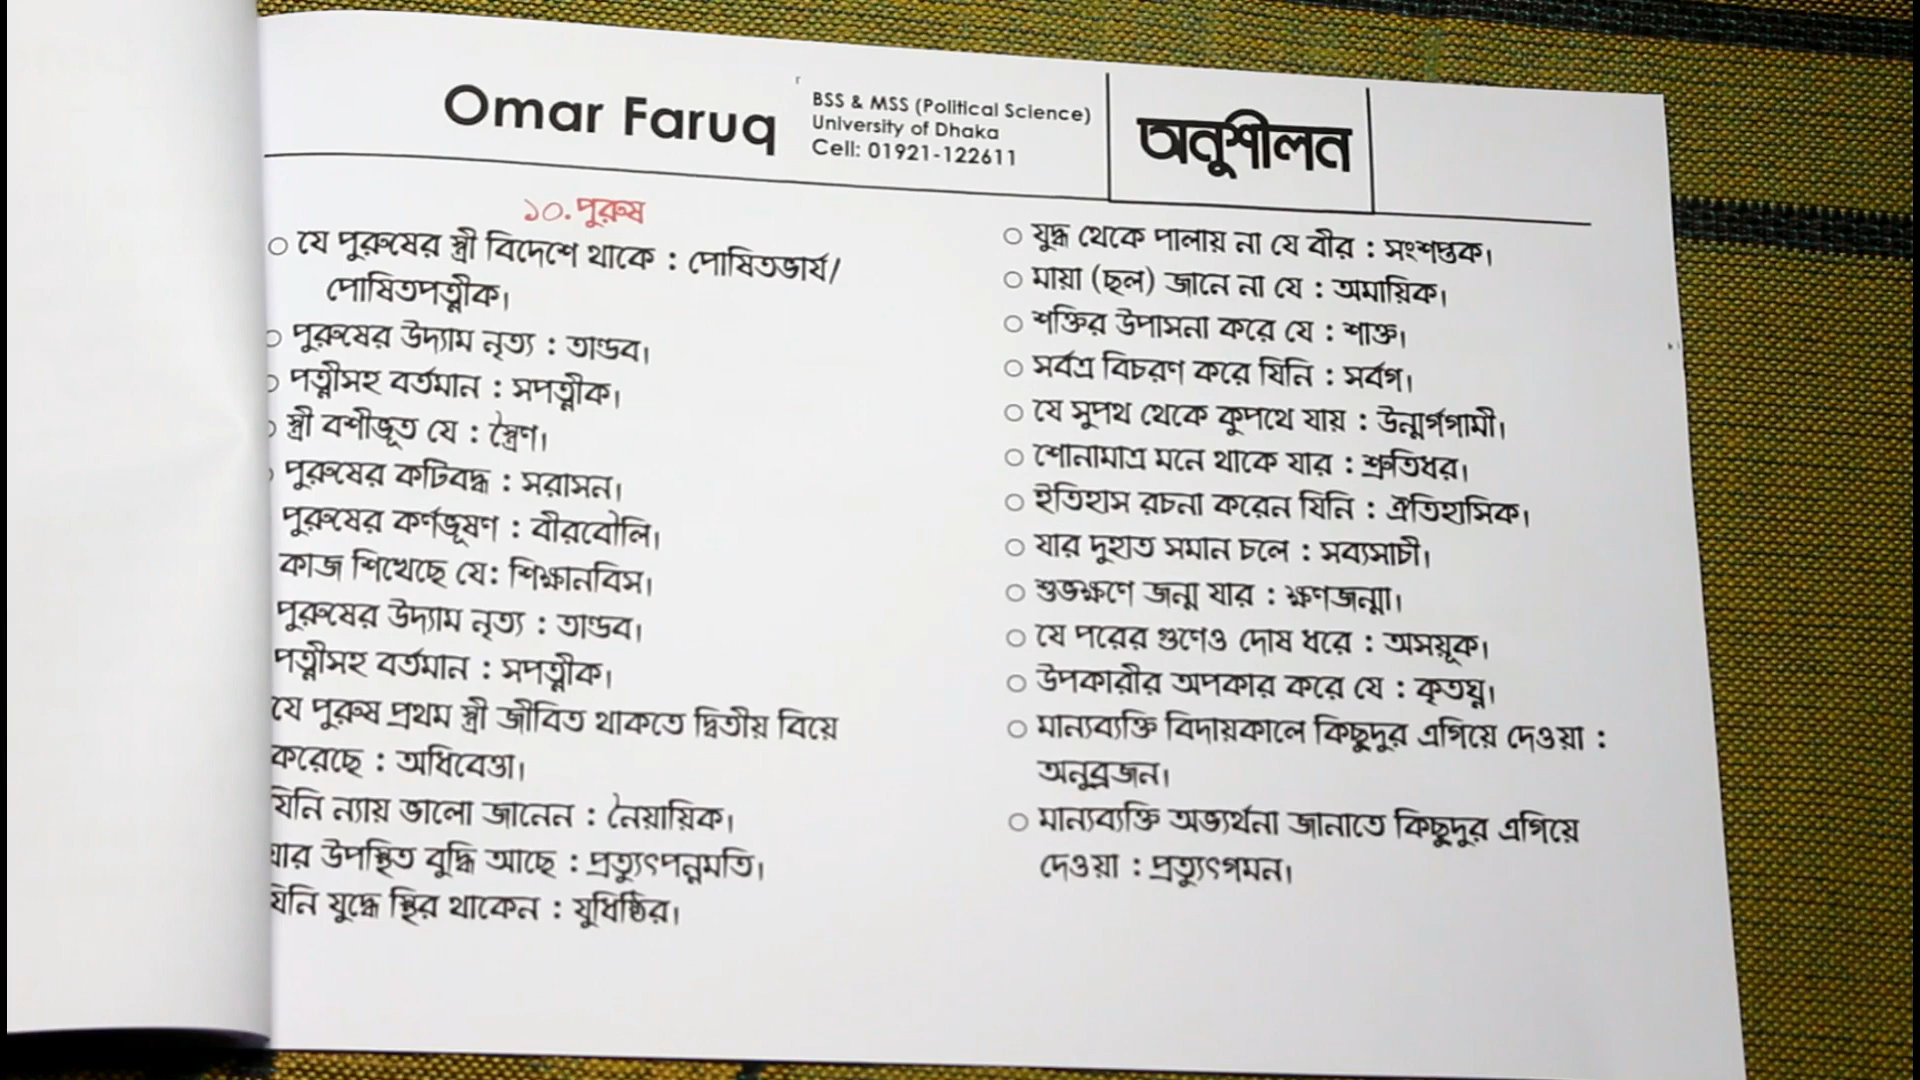 Omar Faruq
BSS & MSS (Political Science)
University of Dhaka
Cell: 01921-122611
অনুশীলন
১০. পুরুষ
○ যে পুরুষের স্ত্রী বিদেশে থাকে : পোষিতভার্য/
পোষিতপত্নীক।
○ পুরুষের উদ্যাম নৃত্য : তাণ্ডব।
○ পত্নীসহ বর্তমান : সপত্নীক।
○ স্ত্রী বশীভূত যে : স্ত্রৈণ।
○ পুরুষের কটিবদ্ধ : সরাসন।
পুরুষের কর্ণভূষণ : বীরবৌলি।
কাজ শিখেছে যে: শিক্ষানবিস।
পুরুষের উদ্যাম নৃত্য : তাণ্ডব।
পত্নীসহ বর্তমান : সপত্নীক।
যে পুরুষ প্রথম স্ত্রী জীবিত থাকতে দ্বিতীয় বিয়ে
করেছে : অধিবেত্তা।
যিনি ন্যায় ভালো জানেন : নৈয়ায়িক।
যার উপস্থিত বুদ্ধি আছে : প্রত্যুৎপন্নমতি।
যিনি যুদ্ধে স্থির থাকেন : যুধিষ্ঠির।
○ যুদ্ধ থেকে পালায় না যে বীর : সংশপ্তক।
○ মায়া (ছল) জানে না যে : অমায়িক।
○ শক্তির উপাসনা করে যে : শাক্ত।
○ সর্বত্র বিচরণ করে যিনি : সর্বগ।
○ যে সুপথ থেকে কুপথে যায় : উন্মার্গগামী।
○ শোনামাত্র মনে থাকে যার : শ্রুতিধর।
○ ইতিহাস রচনা করেন যিনি : ঐতিহাসিক।
○ যার দুহাত সমান চলে : সব্যসাচী।
○ শুভক্ষণে জন্ম যার : ক্ষণজন্মা।
○ যে পরের গুণেও দোষ ধরে : অসয়ূক।
○ উপকারীর অপকার করে যে : কৃতঘ্ন।
○ মান্যব্যক্তি বিদায়কালে কিছুদুর এগিয়ে দেওয়া :
অনুব্রজন।
○ মান্যব্যক্তি অভ্যর্থনা জানাতে কিছুদুর এগিয়ে
দেওয়া : প্রত্যুৎগমন।